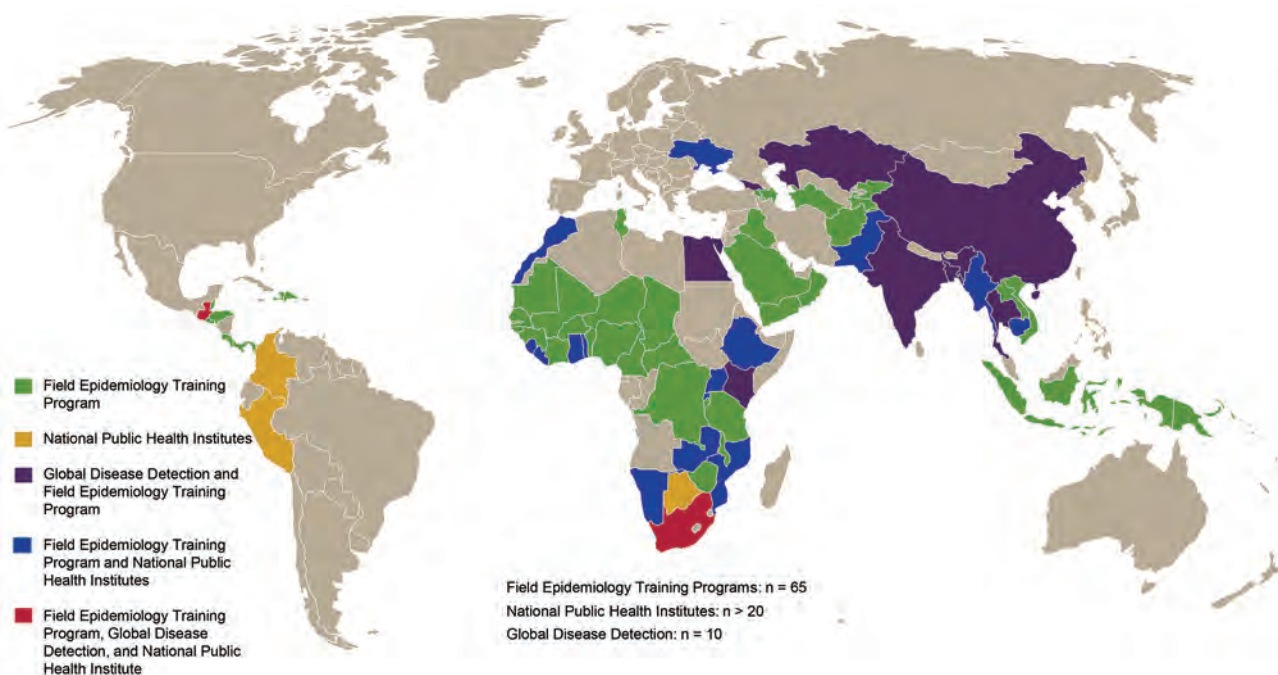 Field Epidemiology Training
Program
National Public Health Institutes
Global Disease Detection and
Field Epidemiology Training
Program
Field Epidemiology Training
Program and National Public
Health Institutes
Field Epidemiology Training
Program, Global Disease
Detection, and National Public
Health Institute
Field Epidemiology Training Programs: n = 65
National Public Health Institutes: n > 20
Global Disease Detection: n = 10